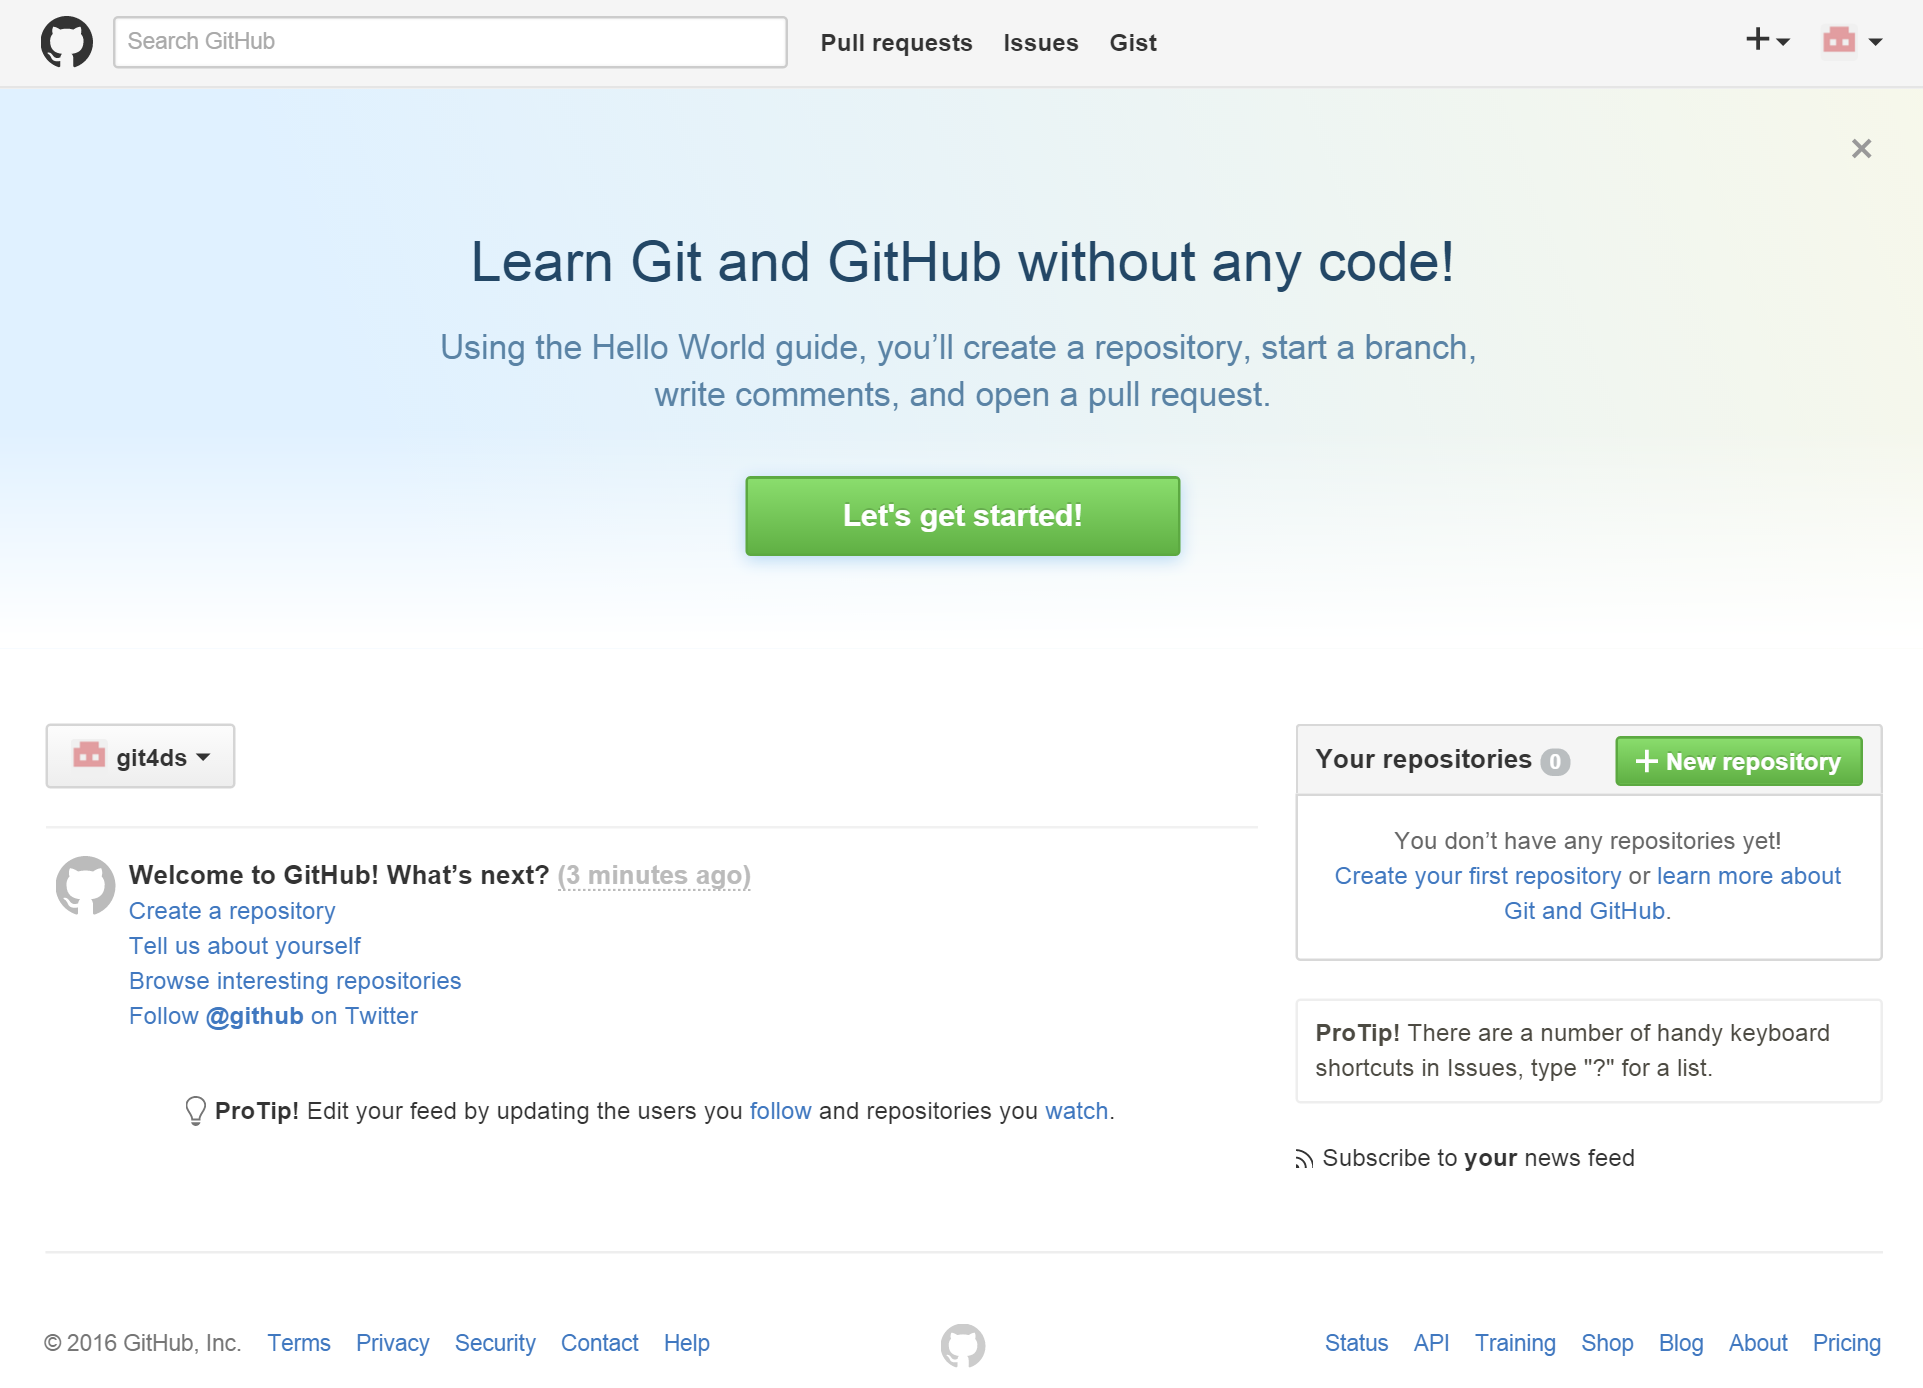 Search GitHub
Pull requests Issues Gist
Learn Git and GitHub without any code!
Using the Hello World guide, you’ll create a repository, start a branch,
write comments, and open a pull request.
Let's get started!
git4ds
Welcome to GitHub! What’s next? (3 minutes ago)
Create a repository
Tell us about yourself
Browse interesting repositories
Follow @github on Twitter
ProTip! Edit your feed by updating the users you follow and repositories you watch.
Your repositories 0
New repository
You don’t have any repositories yet!
Create your first repository or learn more about
Git and GitHub.
ProTip! There are a number of handy keyboard
shortcuts in Issues, type "?" for a list.
Subscribe to your news feed
© 2016 GitHub, Inc. Terms Privacy Security Contact Help
Status API Training Shop Blog About Pricing